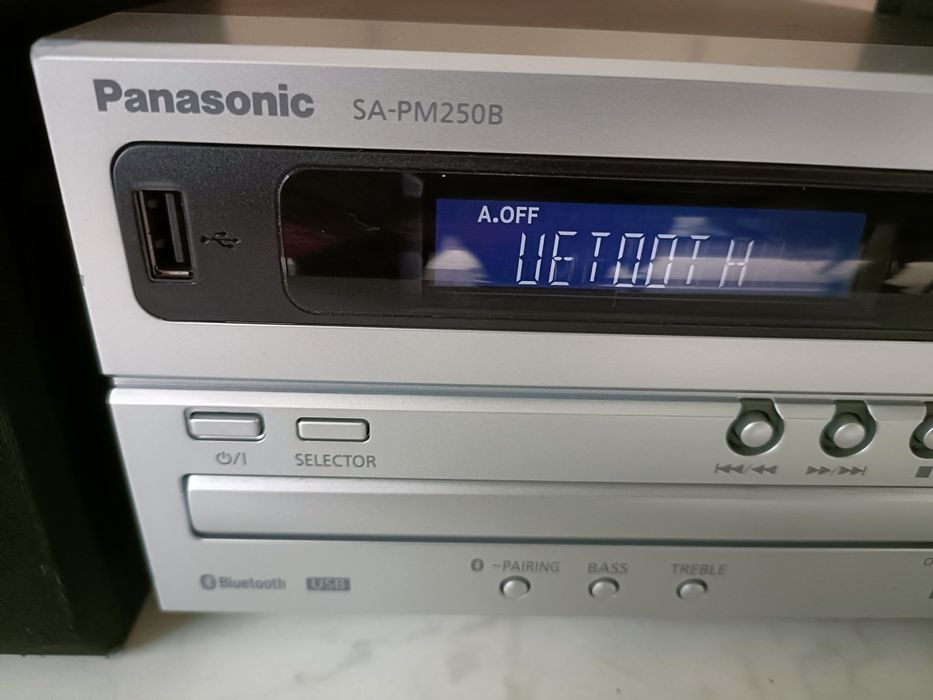 Panasonic SA-PM250B
A.OFF
UETOOTH
⏻/I SELECTOR
⏮/⏪ ⏩/⏭ ■
-PAIRING BASS TREBLE
Bluetooth USB